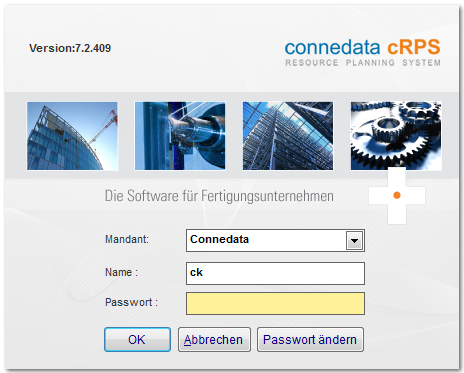 Version:7.2.409
connedata cRPS
RESOURCE PLANNING SYSTEM
Die Software für Fertigungsunternehmen
Mandant: Connedata
Name : ck
Passwort :
OK Abbrechen Passwort ändern